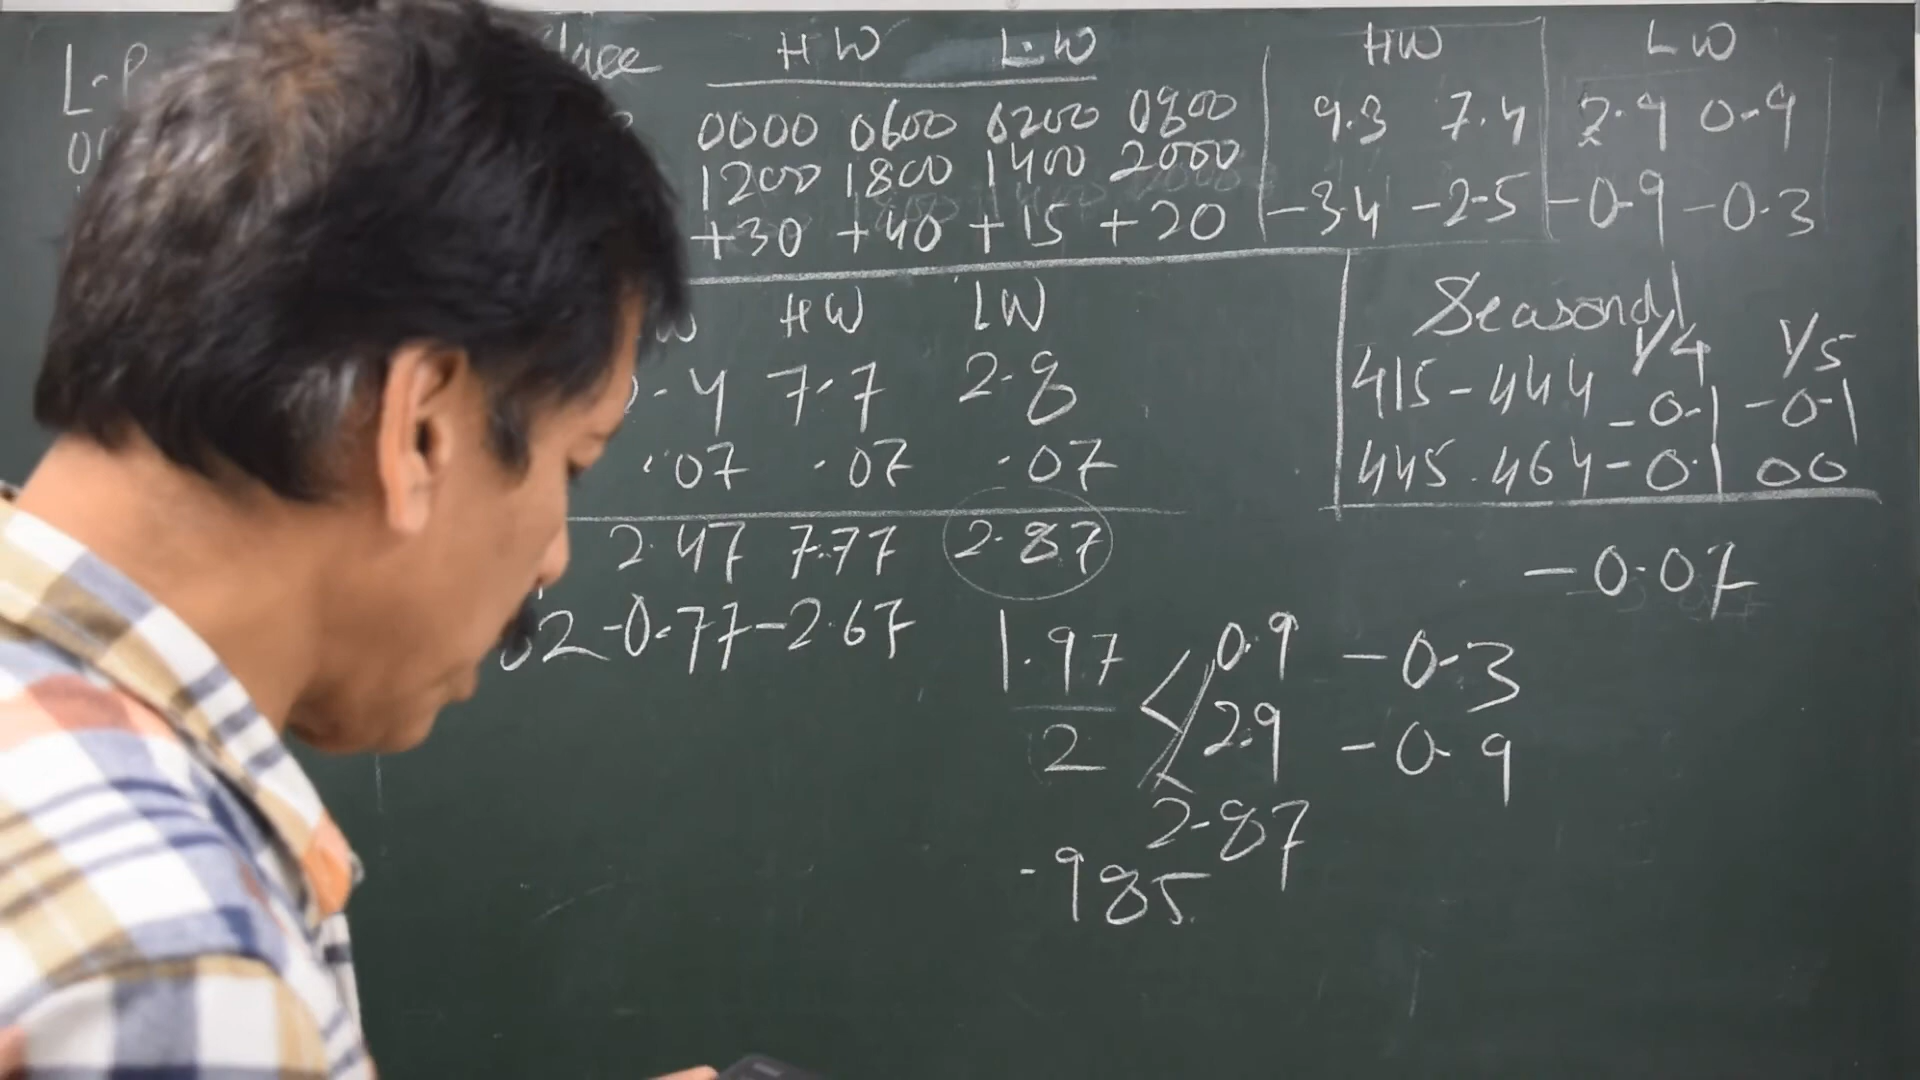 L-P HW LW HW LW
0000 0600 0200 0800 9.3 7.4 2.9 0.9
1200 1800 1400 2000
+30 +40 +15 +20 -3.4 -2.5 -0.9 -0.3
HW LW Seasonal
1/4 1/5
7.7 2.8 415-444 -0.1 -0.1
.07 .07 .07 445-464 -0.1 00
2.47 7.77 2.87 -0.07
-0.77 -2.67 1.97 0.9 -0.3
2 2.9 -0.9
2.87
.985